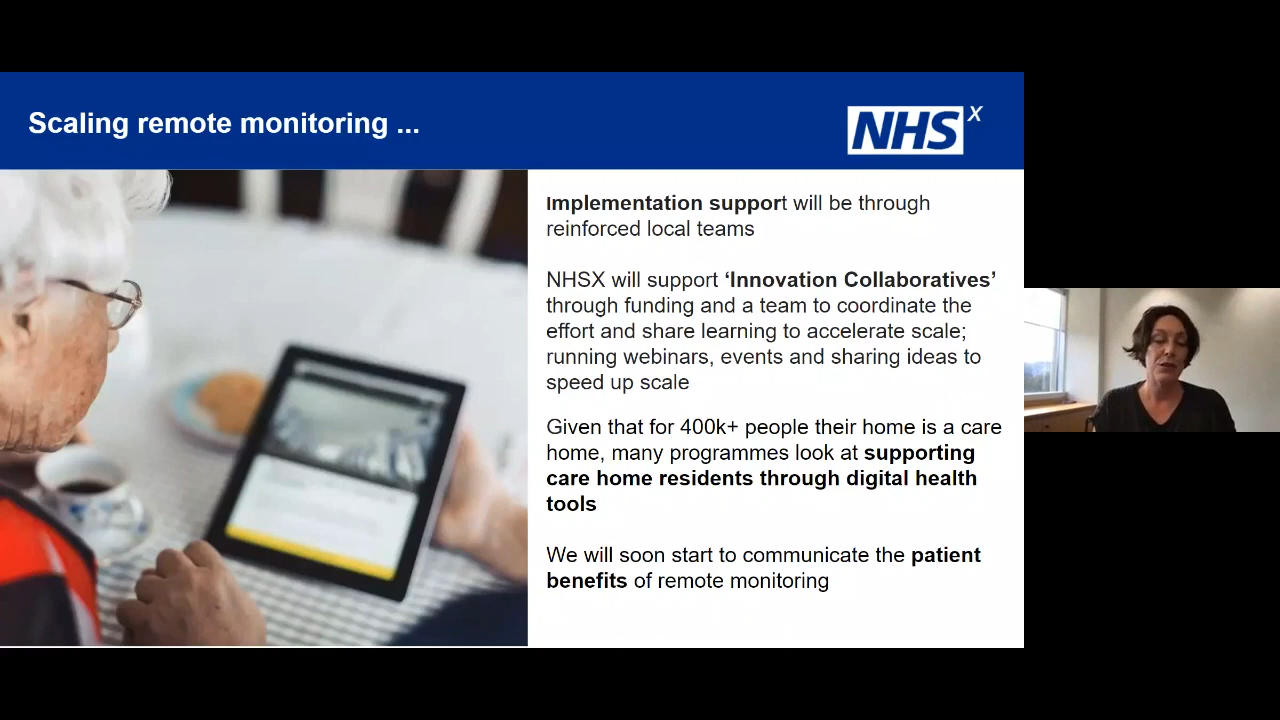 Scaling remote monitoring ...
NHS X
Implementation support will be through
reinforced local teams
NHSX will support ‘Innovation Collaboratives’
through funding and a team to coordinate the
effort and share learning to accelerate scale;
running webinars, events and sharing ideas to
speed up scale
Given that for 400k+ people their home is a care
home, many programmes look at supporting
care home residents through digital health
tools
We will soon start to communicate the patient
benefits of remote monitoring